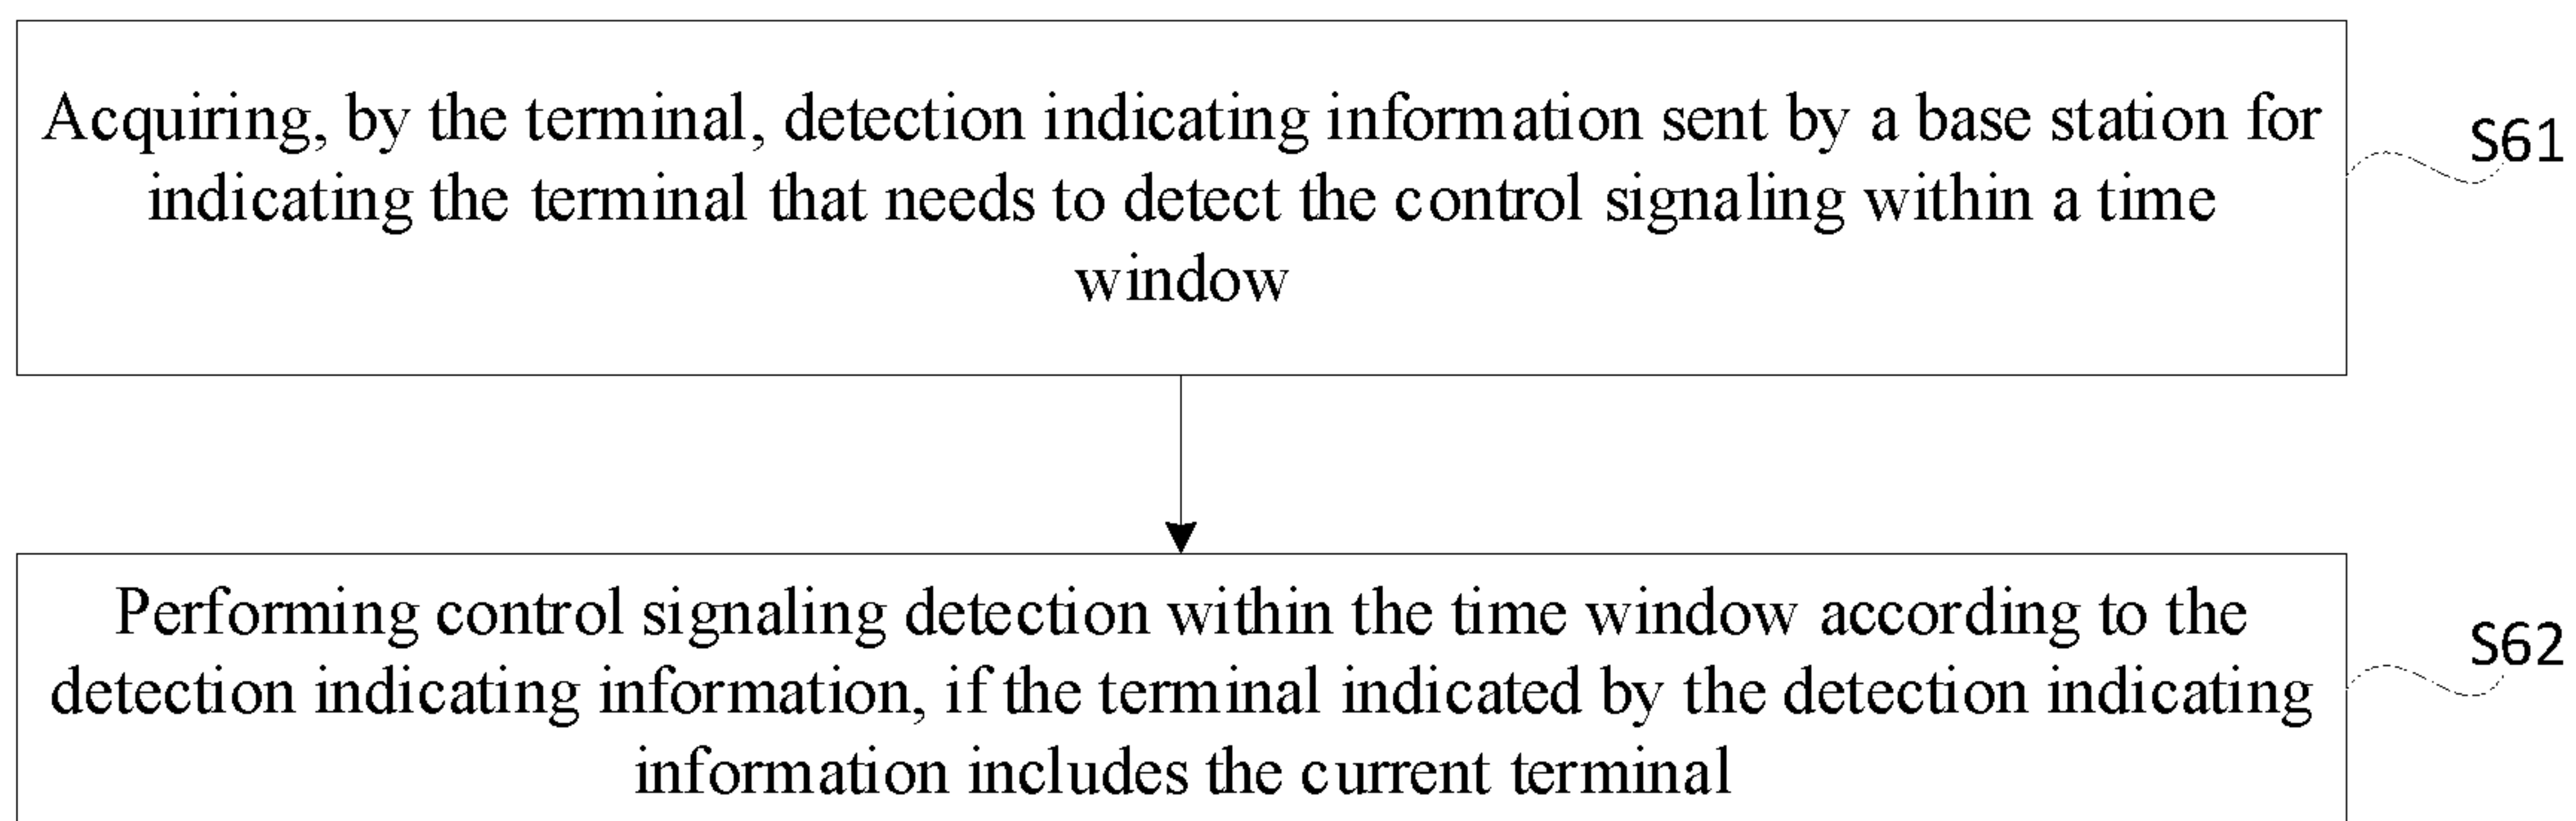 Acquiring, by the terminal, detection indicating information sent by a base station for
indicating the terminal that needs to detect the control signaling within a time
window
S61
Performing control signaling detection within the time window according to the
detection indicating information, if the terminal indicated by the detection indicating
information includes the current terminal
S62